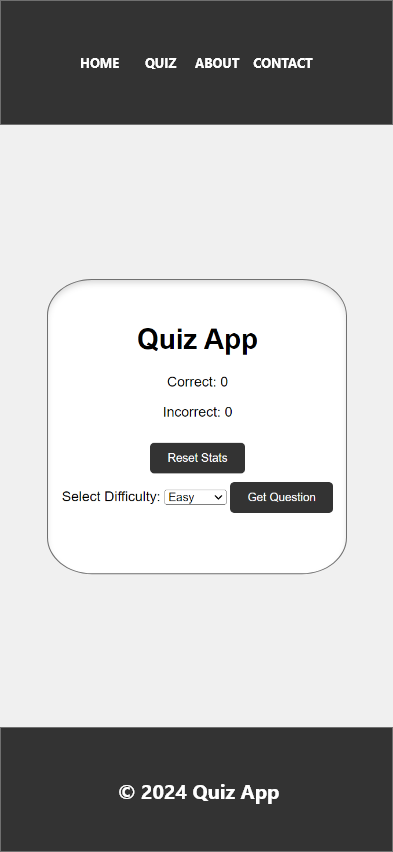 HOME QUIZ ABOUT CONTACT
Quiz App
Correct: 0
Incorrect: 0
Reset Stats
Select Difficulty: Easy Get Question
© 2024 Quiz App